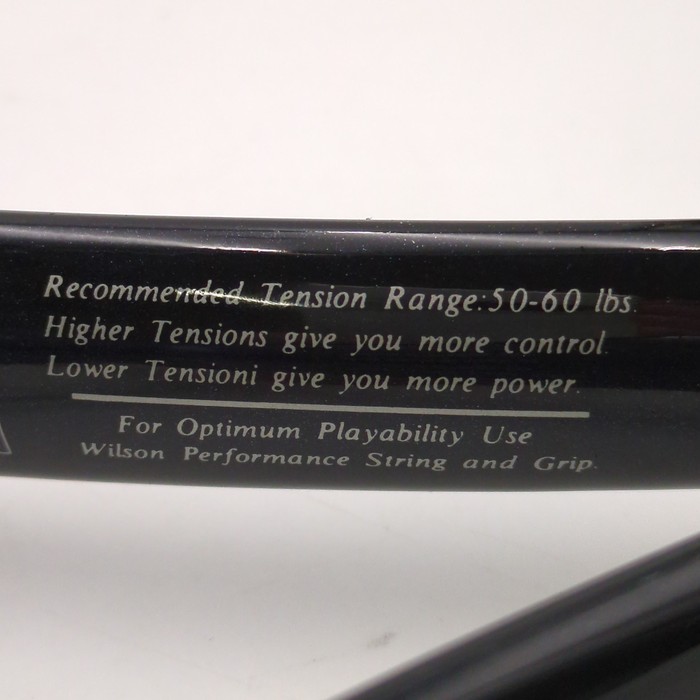 Recommended Tension Range:50-60 lbs.
Higher Tensions give you more control.
Lower Tensioni give you more power.
For Optimum Playability Use
Wilson Performance String and Grip.